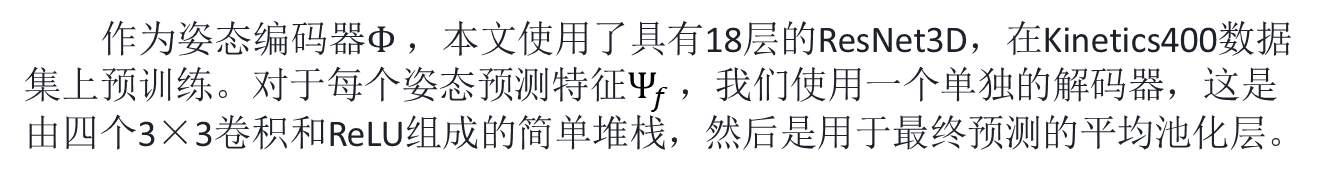 作为姿态编码器Φ，本文使用了具有18层的ResNet3D，在Kinetics400数据
集上预训练。对于每个姿态预测特征Ψf，我们使用一个单独的解码器，这是
由四个3×3卷积和ReLU组成的简单堆栈，然后是用于最终预测的平均池化层。